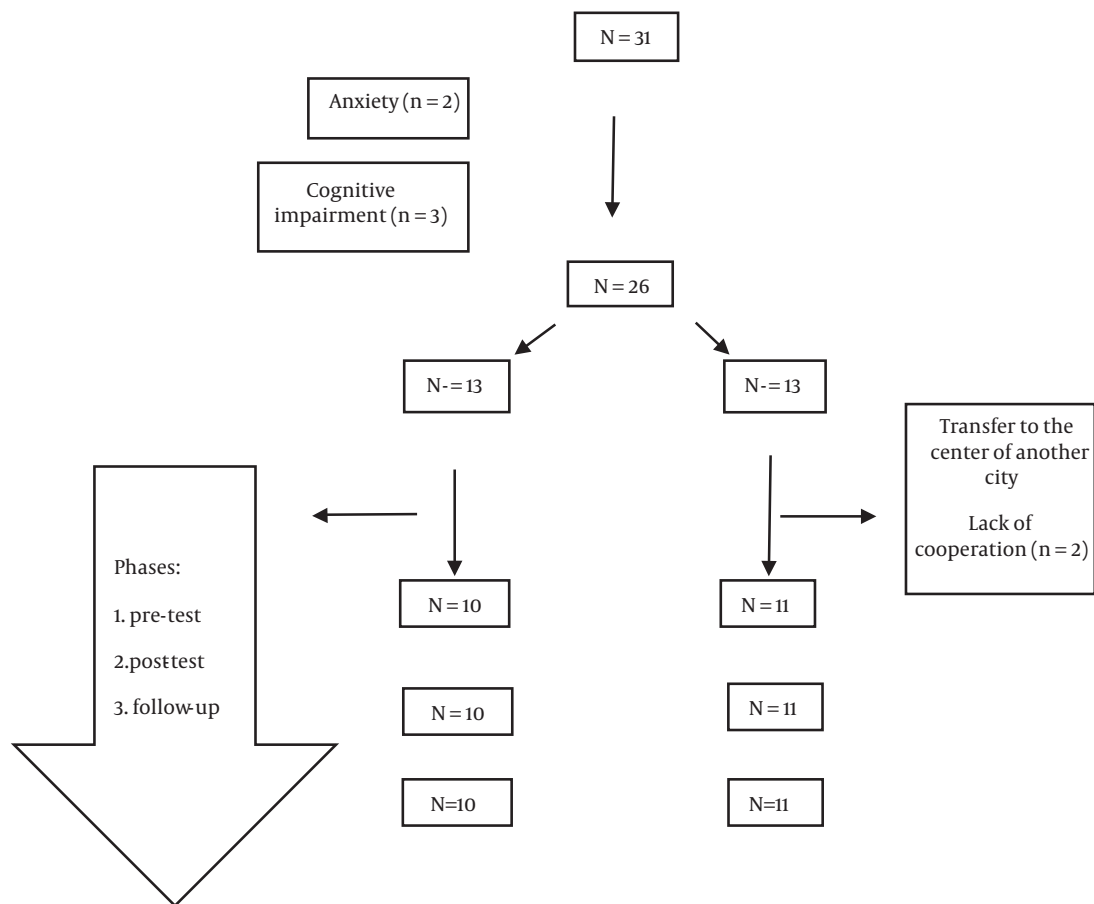 N = 31
Anxiety (n = 2)
Cognitive
impairment (n = 3)
N = 26
N-= 13
N-= 13
Transfer to the
center of another
city
Lack of
cooperation (n = 2)
Phases:
1. pre-test
2.posttest
3. follow-up
N = 10
N = 11
N = 10
N = 11
N=10
N=11